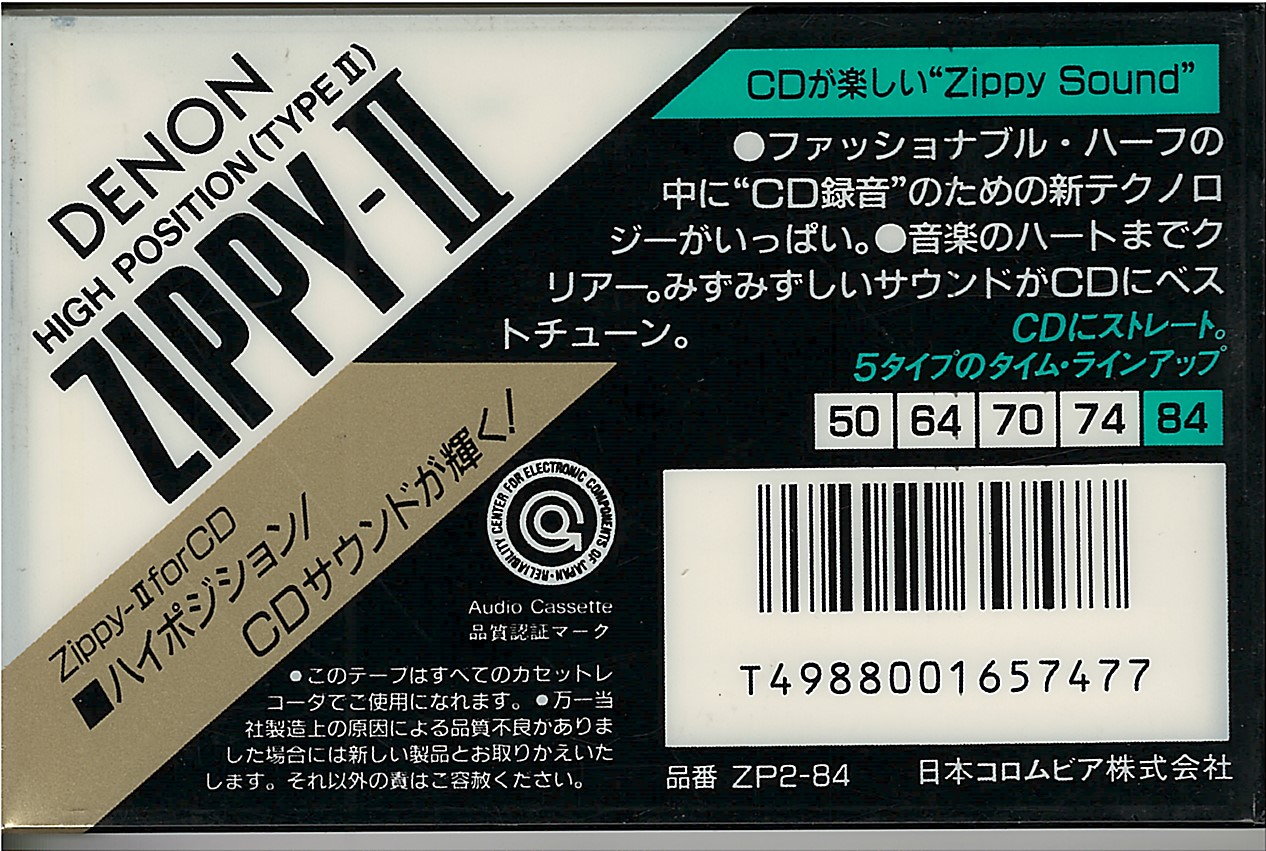 DENON
HIGH POSITION (TYPE II)
ZIPPY-II
Zippy-II for CD
■ハイポジション/
CDサウンドが輝く!
CDが楽しい“Zippy Sound”
●ファッショナブル・ハーフの
中に“CD録音”のための新テクノロ
ジーがいっぱい。●音楽のハートまでク
リアー。みずみずしいサウンドがCDにベス
トチューン。
CDにストレート。
5タイプのタイム・ラインアップ
50 64 70 74 84
RELIABILITY CENTER FOR ELECTRONIC COMPONENTS OF JAPAN
Audio Cassette
品質認証マーク
●このテープはすべてのカセットレ
コーダでご使用になれます。●万一当
社製造上の原因による品質不良かありま
した場合には新しい製品とお取りかえいた
します。それ以外の責はご容赦ください。
T4988001657477
品番 ZP2-84
日本コロムビア株式会社